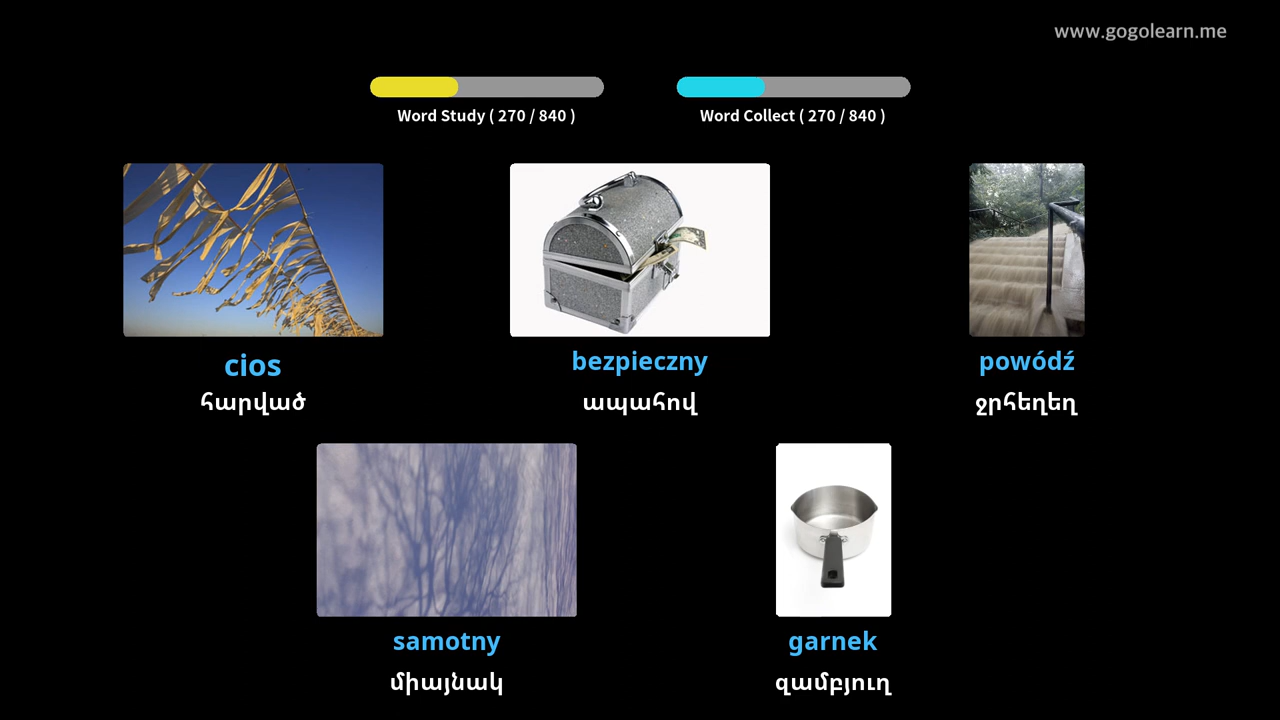 www.gogolearn.me
Word Study ( 270 / 840 )
Word Collect ( 270 / 840 )
cios
հարված
bezpieczny
ապահով
powódź
ջրհեղեղ
samotny
միայնակ
garnek
զամբյուղ